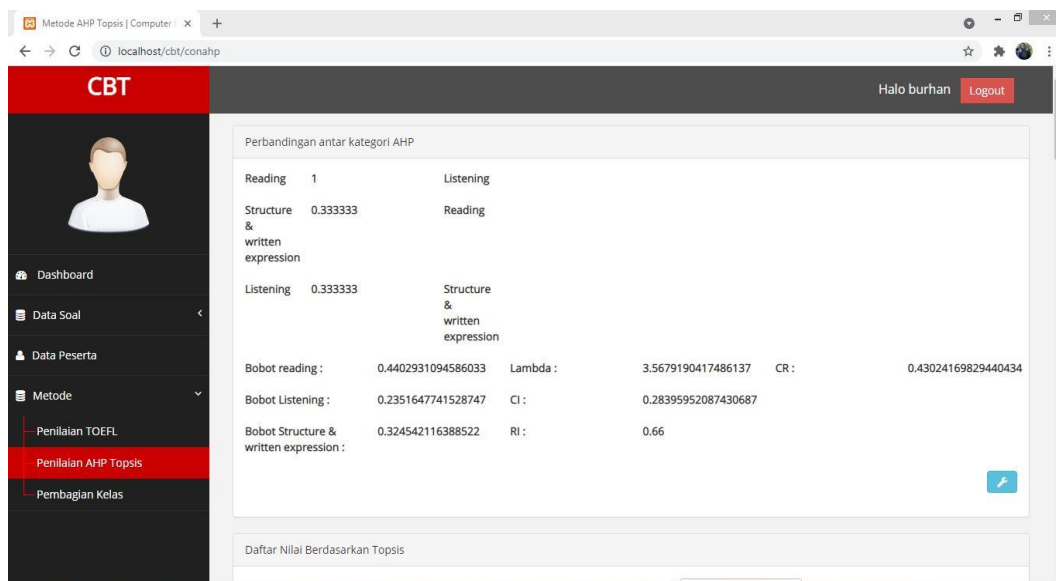 Metode AHP Topsis | Computer
localhost/cbt/conahp
CBT
Halo burhan Logout
Perbandingan antar kategori AHP
Reading 1 Listening
Structure 0.333333 Reading
&
written
expression
Listening 0.333333 Structure
&
written
expression
Bobot reading : 0.4402931094586033 Lambda : 3.5679190417486137 CR : 0.43024169829440434
Bobot Listening : 0.2351647741528747 CI : 0.28395952087430687
Bobot Structure & 0.324542116388522 RI : 0.66
written expression :
Dashboard
Data Soal
Data Peserta
Metode
Penilaian TOEFL
Penilaian AHP Topsis
Pembagian Kelas
Daftar Nilai Berdasarkan Topsis